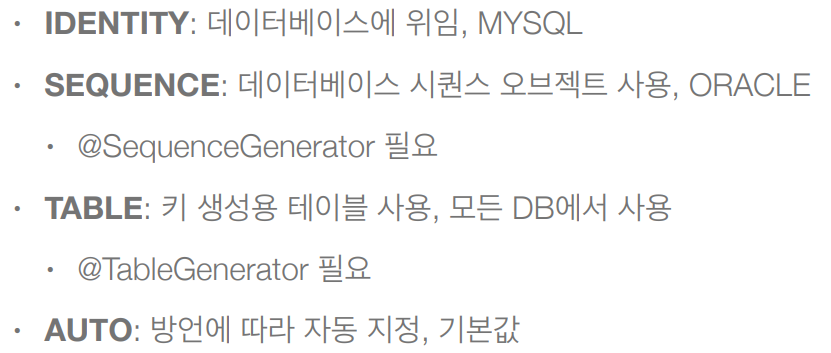 • IDENTITY: 데이터베이스에 위임, MYSQL
• SEQUENCE: 데이터베이스 시퀀스 오브젝트 사용, ORACLE
• @SequenceGenerator 필요
• TABLE: 키 생성용 테이블 사용, 모든 DB에서 사용
• @TableGenerator 필요
• AUTO: 방언에 따라 자동 지정, 기본값